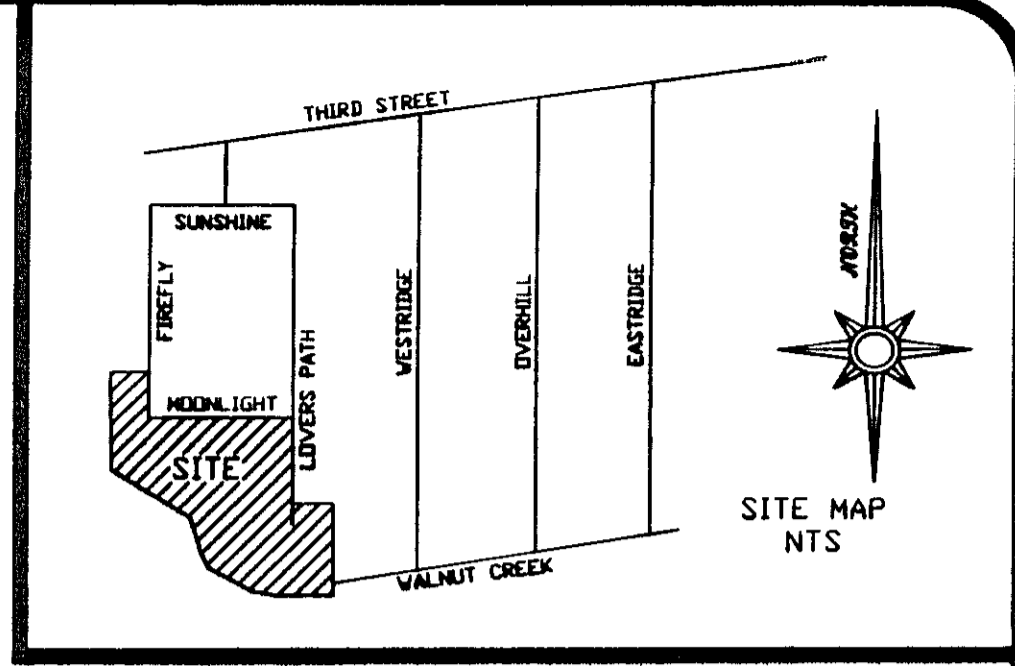 THIRD STREET
SUNSHINE
FIREFLY
LOVERS PATH
MOONLIGHT
SITE
WESTRIDGE
OVERHILL
EASTRIDGE
WALNUT CREEK
NORTH
SITE MAP
NTS